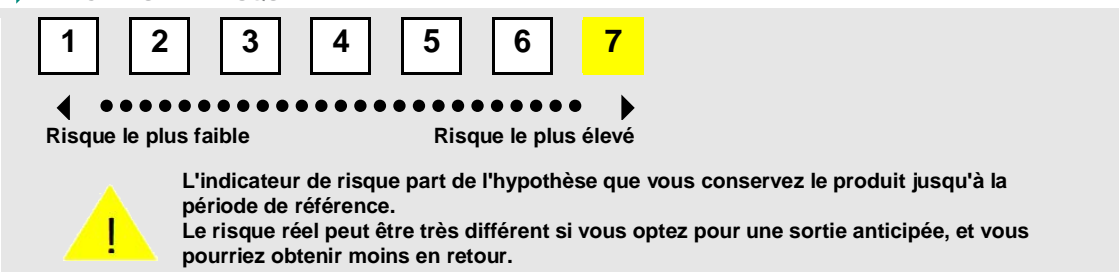 1 2 3 4 5 6 7
Risque le plus faible Risque le plus élevé
L'indicateur de risque part de l'hypothèse que vous conservez le produit jusqu'à la
période de référence.
Le risque réel peut être très différent si vous optez pour une sortie anticipée, et vous
pourriez obtenir moins en retour.
!